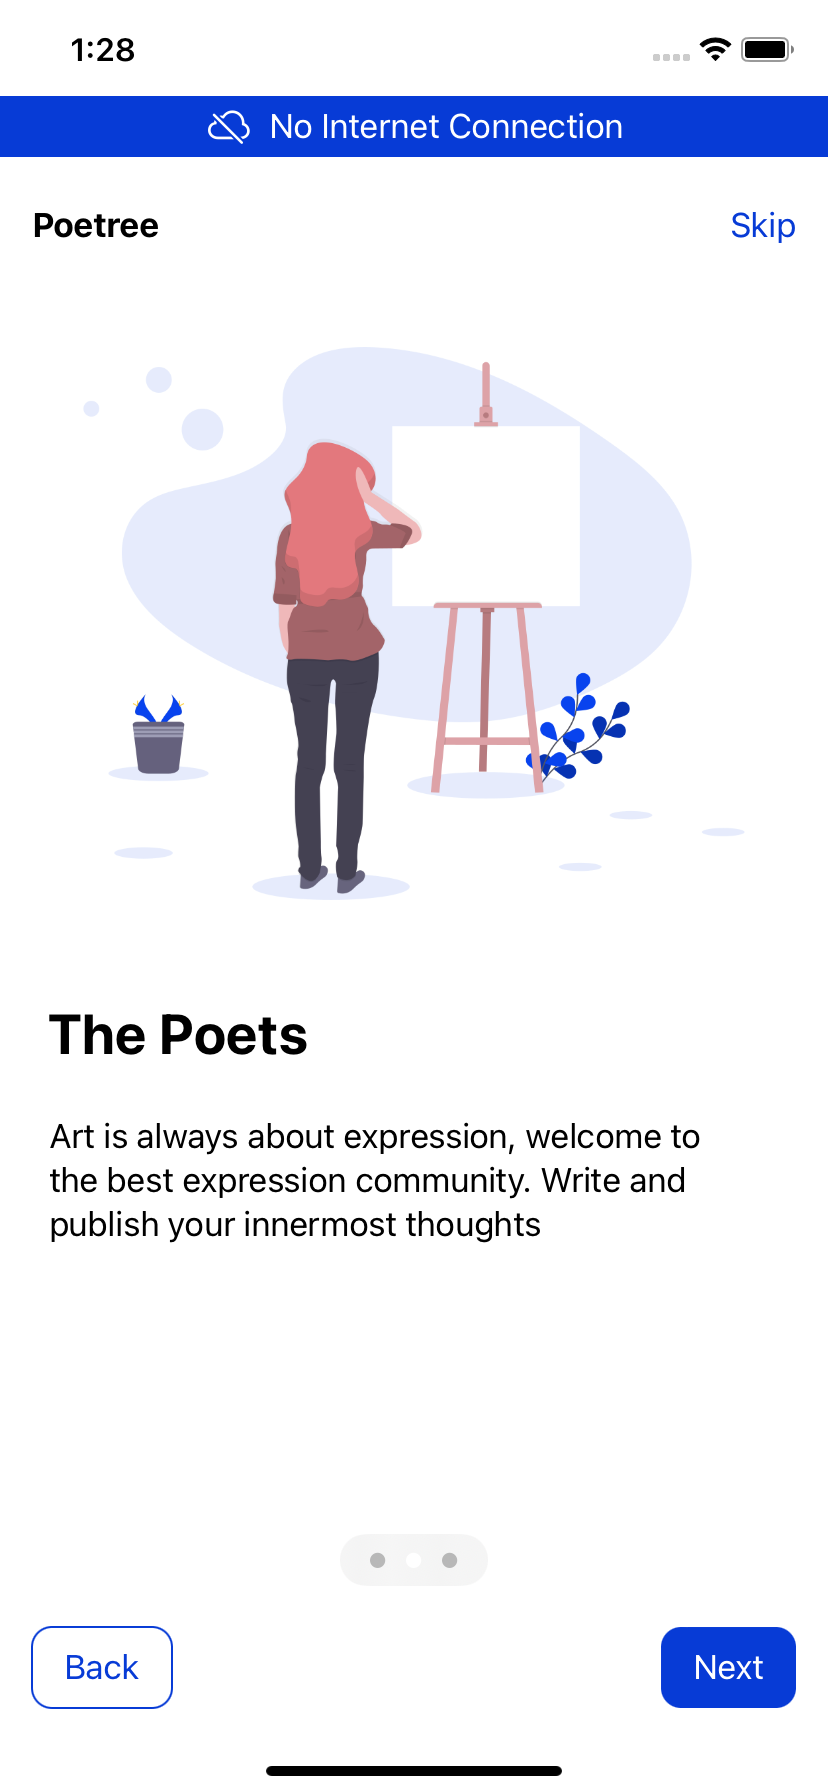 1:28
No Internet Connection
Poetree
Skip
The Poets
Art is always about expression, welcome to
the best expression community. Write and
publish your innermost thoughts
Back
Next